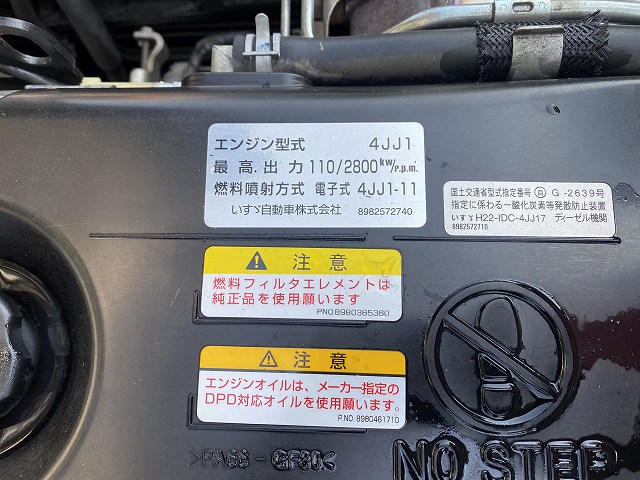 エンジン型式 4JJ1
最高出力 110/2800kw/r.p.m.
燃料噴射方式 電子式 4JJ1-11
いすゞ自動車株式会社 8982572740
国土交通省型式指定番号 自 G-2639号
指定に係わる一酸化炭素等発散防止装置
いすゞH22-IDC-4JJ17 ディーゼル機関
8982572710
注意
燃料フィルタエレメントは
純正品を使用願います
P.NO.8980385360
注意
エンジンオイルは、メーカー指定の
DPD対応オイルを使用願います。
P.NO. 8980461710
>PA66-GF30<
NO STEP